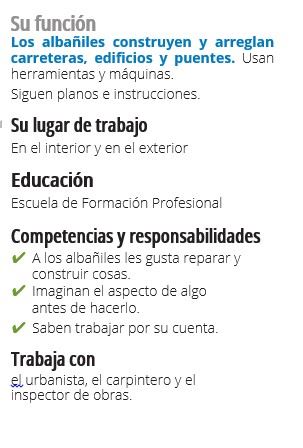 Su función
Los albañiles construyen y arreglan
carreteras, edificios y puentes. Usan
herramientas y máquinas.
Siguen planos e instrucciones.
Su lugar de trabajo
En el interior y en el exterior
Educación
Escuela de Formación Profesional
Competencias y responsabilidades
✔ A los albañiles les gusta reparar y
construir cosas.
✔ Imaginan el aspecto de algo
antes de hacerlo.
✔ Saben trabajar por su cuenta.
Trabaja con
el urbanista, el carpintero y el
inspector de obras.